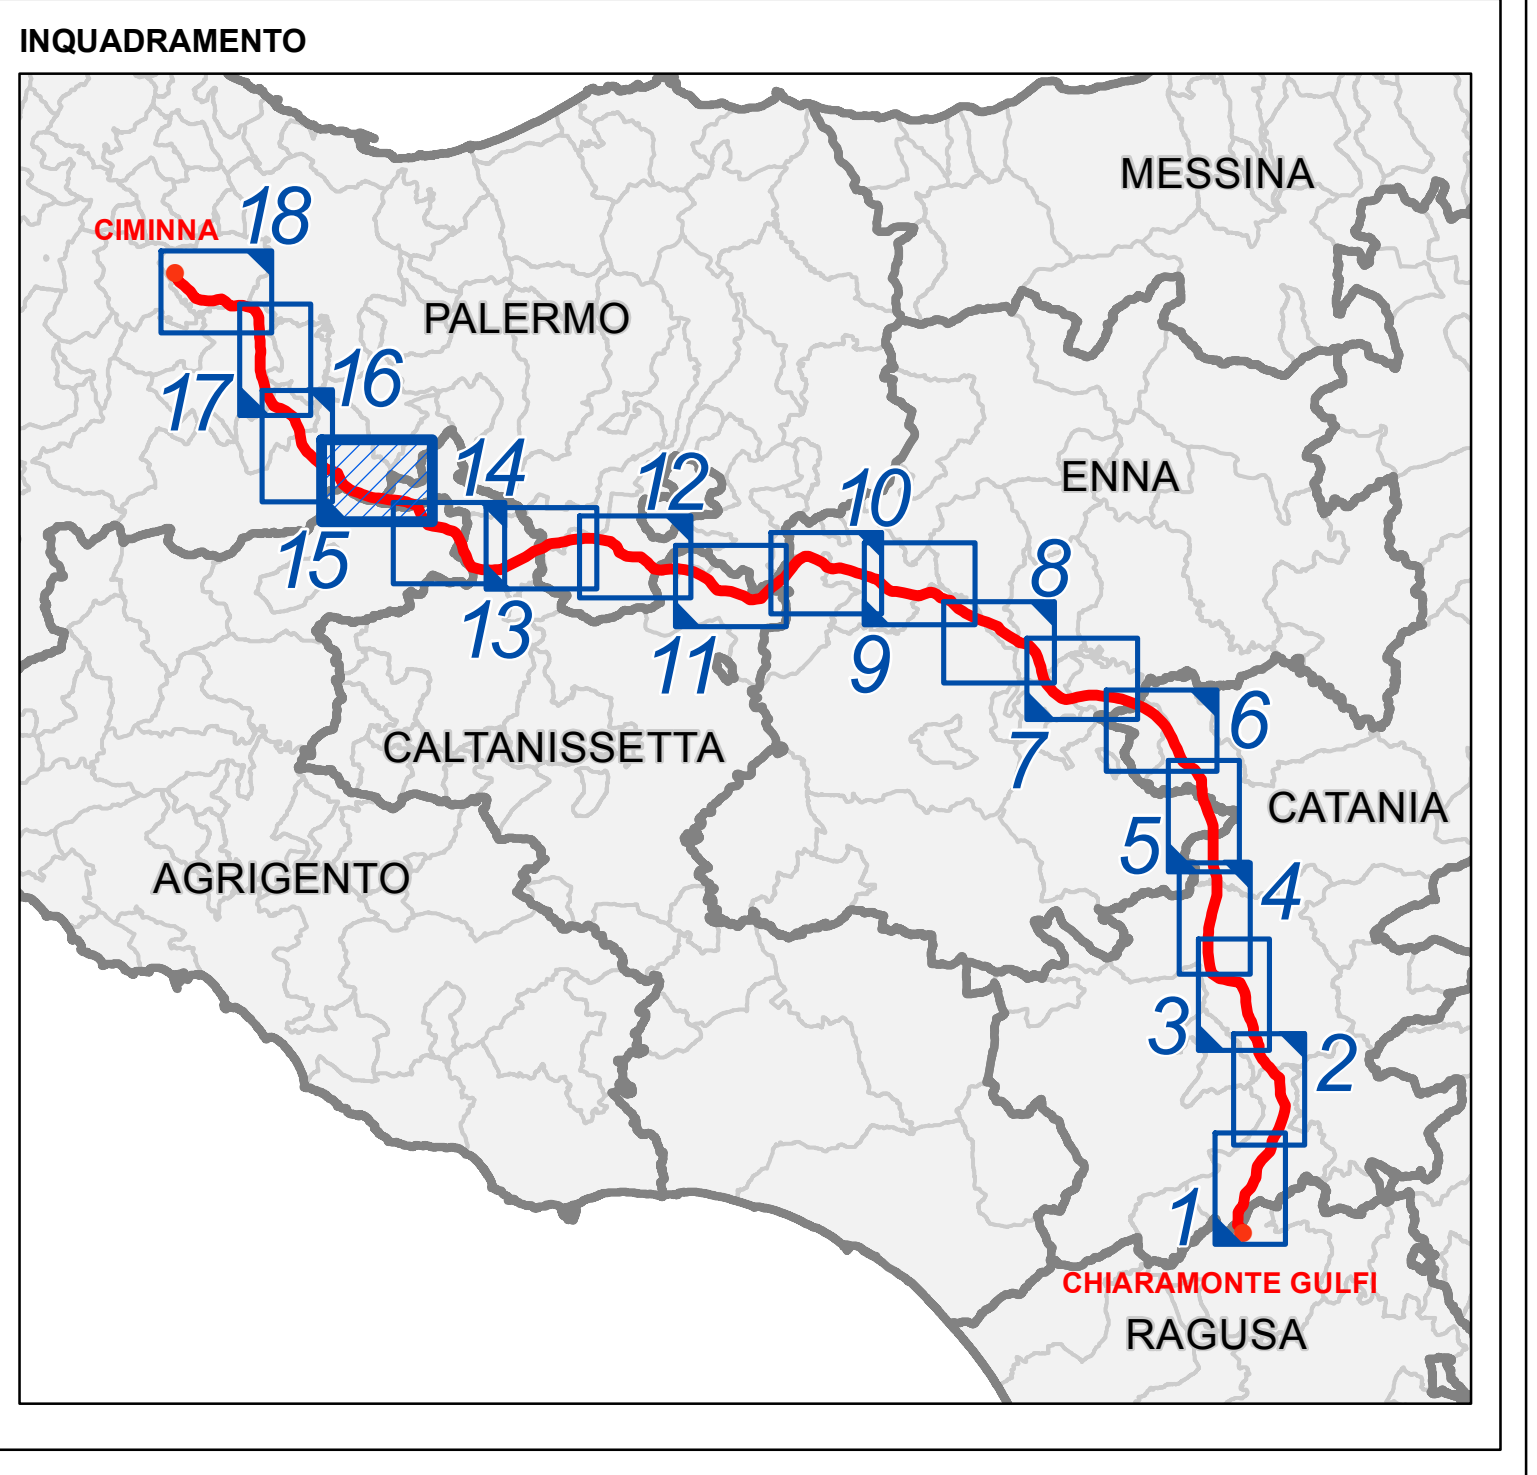 INQUADRAMENTO
MESSINA
18
CIMINNA
PALERMO
16
17
14
12
10
ENNA
15
8
13
11
9
6
7
CALTANISSETTA
CATANIA
5
4
AGRIGENTO
3
2
1
CHIARAMONTE GULFI
RAGUSA